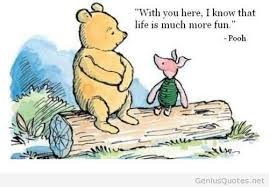 "With you here, I know that
life is much more fun."
- Pooh
GeniusQuotes.net